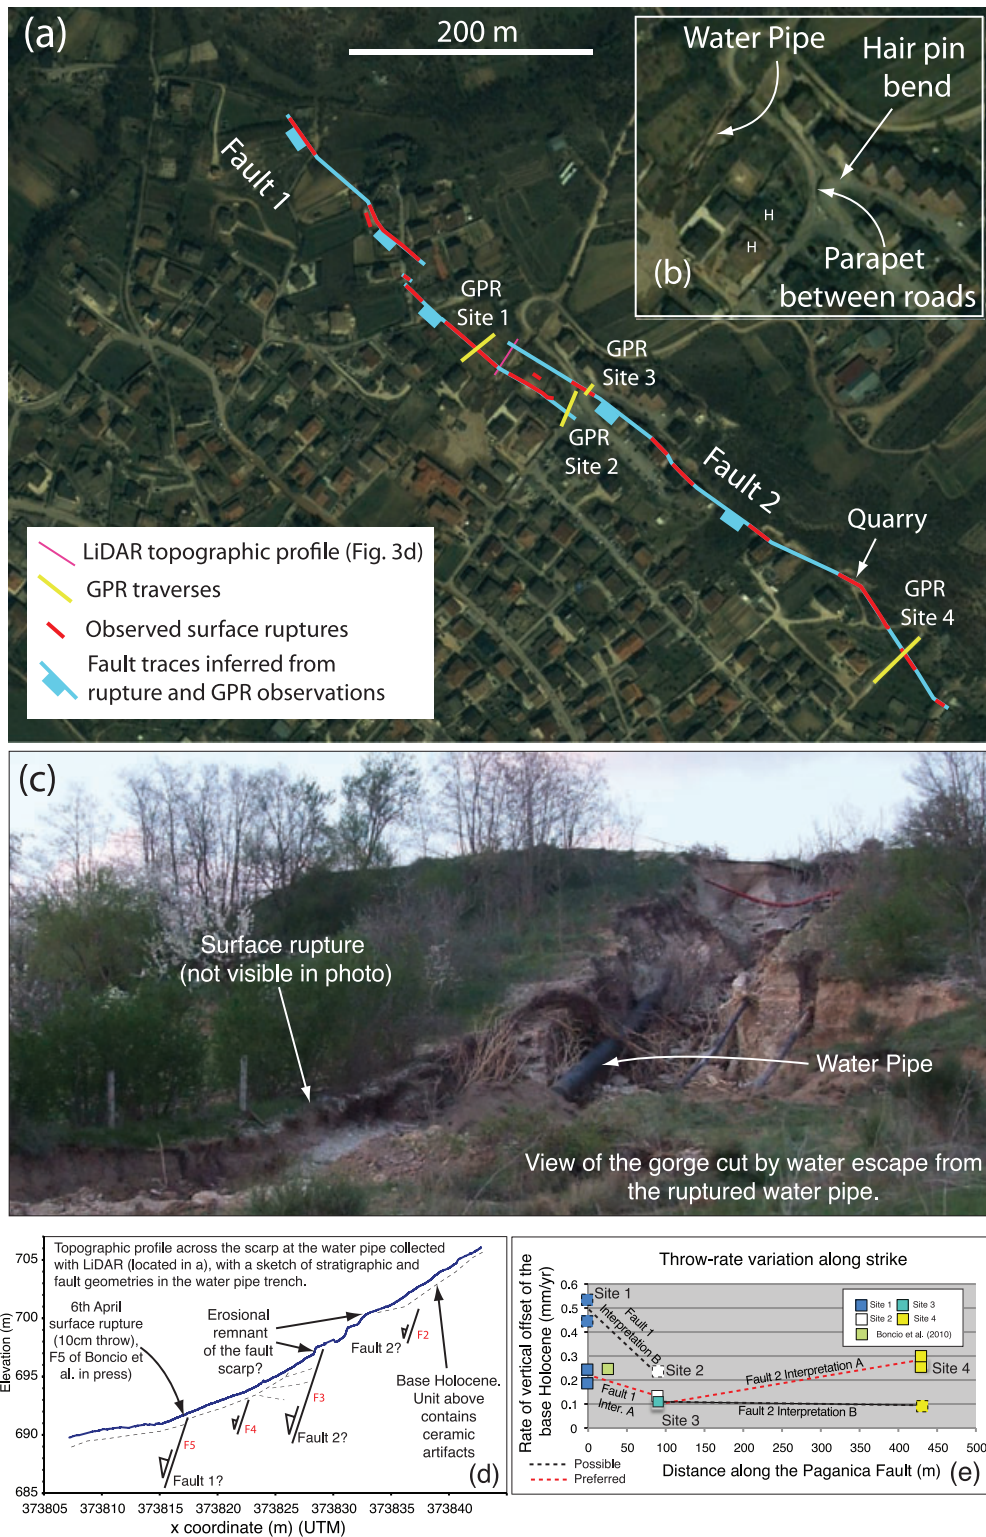 (a)
200 m
Fault 1
GPR
Site 1
GPR
Site 3
GPR
Site 2
Fault 2
Quarry
GPR
Site 4
LiDAR topographic profile (Fig. 3d)
GPR traverses
Observed surface ruptures
Fault traces inferred from
rupture and GPR observations
Water Pipe
Hair pin
bend
H
H
(b)
Parapet
between roads
(c)
Surface rupture
(not visible in photo)
Water Pipe
View of the gorge cut by water escape from
the ruptured water pipe.
Topographic profile across the scarp at the water pipe collected
with LiDAR (located in a), with a sketch of stratigraphic and
fault geometries in the water pipe trench.
6th April
surface rupture
(10cm throw),
F5 of Boncio et
al. in press)
Erosional
remnant
of the fault
scarp?
F2
Fault 2?
F3
Fault 2?
F4
F5
Fault 1?
Base Holocene.
Unit above
contains
ceramic
artifacts
(d)
Elevation (m)
705
700
695
690
685
373805 373810 373815 373820 373825 373830 373835 373840
x coordinate (m) (UTM)
Throw-rate variation along strike
Rate of vertical offset of the
base Holocene (mm/yr)
0.6
0.5
0.4
0.3
0.2
0.1
0
0 50 100 150 200 250 300 350 400 450 500
Site 1
Fault 1
Interpretation B
Site 2
Fault 1
Inter. A
Site 3
Fault 2 Interpretation A
Fault 2 Interpretation B
Site 4
Site 1
Site 3
Site 2
Site 4
Boncio et al. (2010)
Possible
Preferred
Distance along the Paganica Fault (m)
(e)